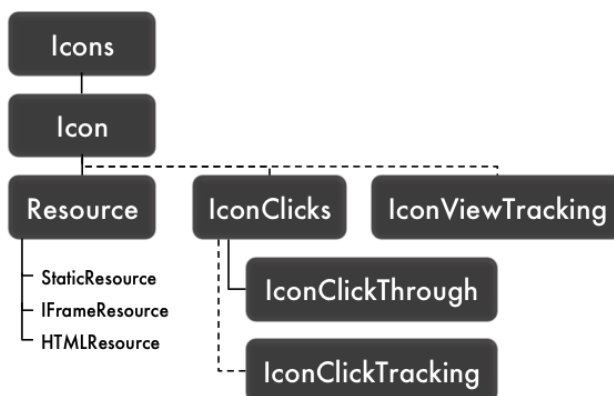 Icons
Icon
Resource
IconClicks
IconViewTracking
StaticResource
IFrameResource
HTMLResource
IconClickThrough
IconClickTracking